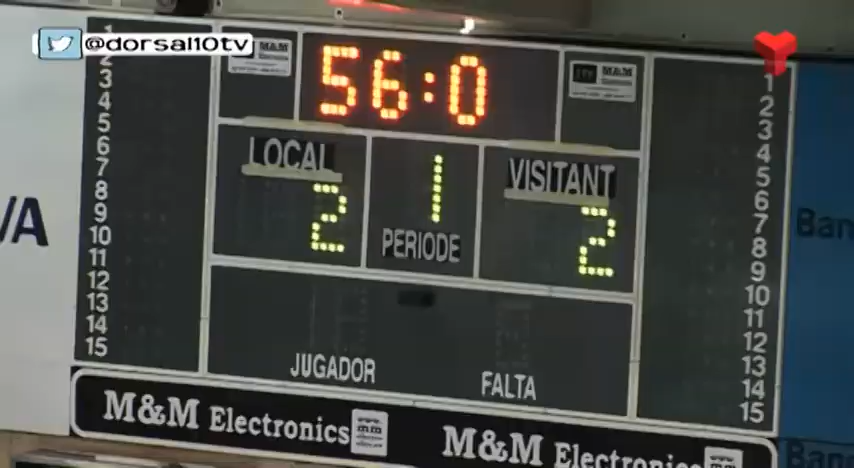 @dorsal10tv
M&M
56:0
M&M
LOCAL
1
VISITANT
2
PERIODE
2
1
2
3
4
5
6
7
8
9
10
11
12
13
14
15
1
2
3
4
5
6
7
8
9
10
11
12
13
14
15
/A
Ban
JUGADOR
FALTA
M&M Electronics
M&M Electronics
Ban